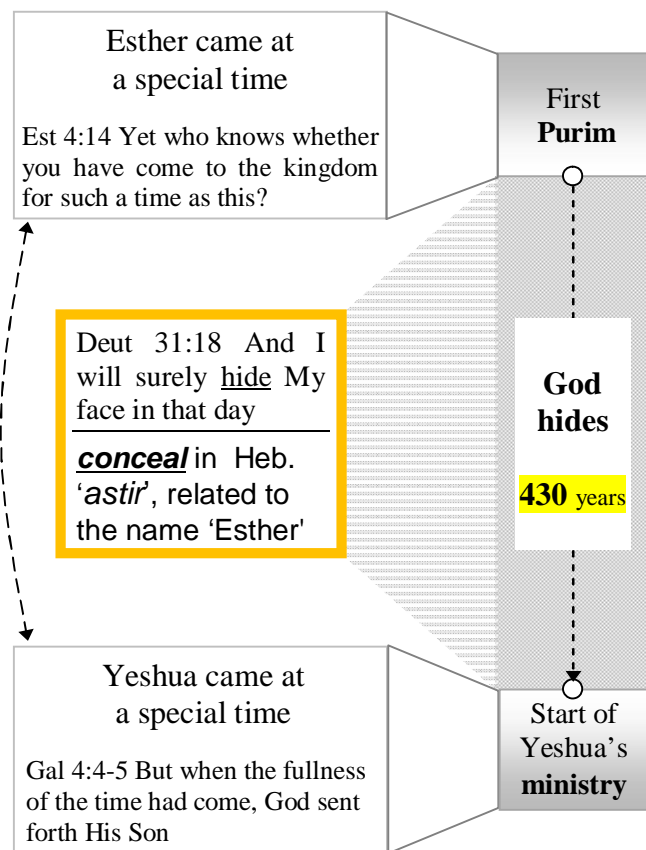 Esther came at
a special time
Est 4:14 Yet who knows whether
you have come to the kingdom
for such a time as this?
First
Purim
Deut 31:18 And I
will surely hide My
face in that day
conceal in Heb.
‘astir’, related to
the name ‘Esther'
God
hides
430 years
Yeshua came at
a special time
Gal 4:4-5 But when the fullness
of the time had come, God sent
forth His Son
Start of
Yeshua’s
ministry